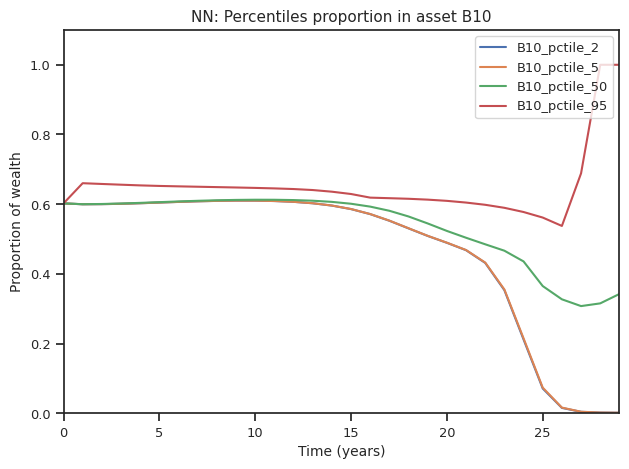 NN: Percentiles proportion in asset B10
B10_pctile_2
B10_pctile_5
B10_pctile_50
B10_pctile_95
1.0
0.8
0.6
0.4
0.2
0.0
Proportion of wealth
0 5 10 15 20 25
Time (years)